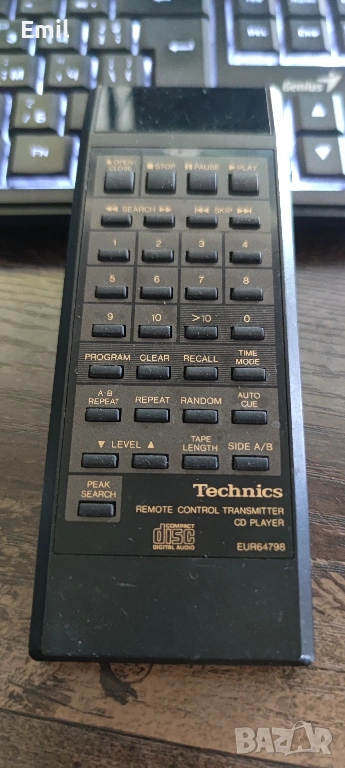 Emil
Genius
▲OPEN/CLOSE ■STOP ❚❚PAUSE ▶PLAY
◀◀ SEARCH ▶▶ |◀◀ SKIP ▶▶|
1 2 3 4
5 6 7 8
9 10 >10 0
PROGRAM CLEAR RECALL TIME MODE
A-B REPEAT REPEAT RANDOM AUTO CUE
▼ LEVEL ▲ TAPE LENGTH SIDE A/B
PEAK SEARCH
Technics
REMOTE CONTROL TRANSMITTER
CD PLAYER
COMPACT
disc
DIGITAL AUDIO
EUR64798
BAZAR